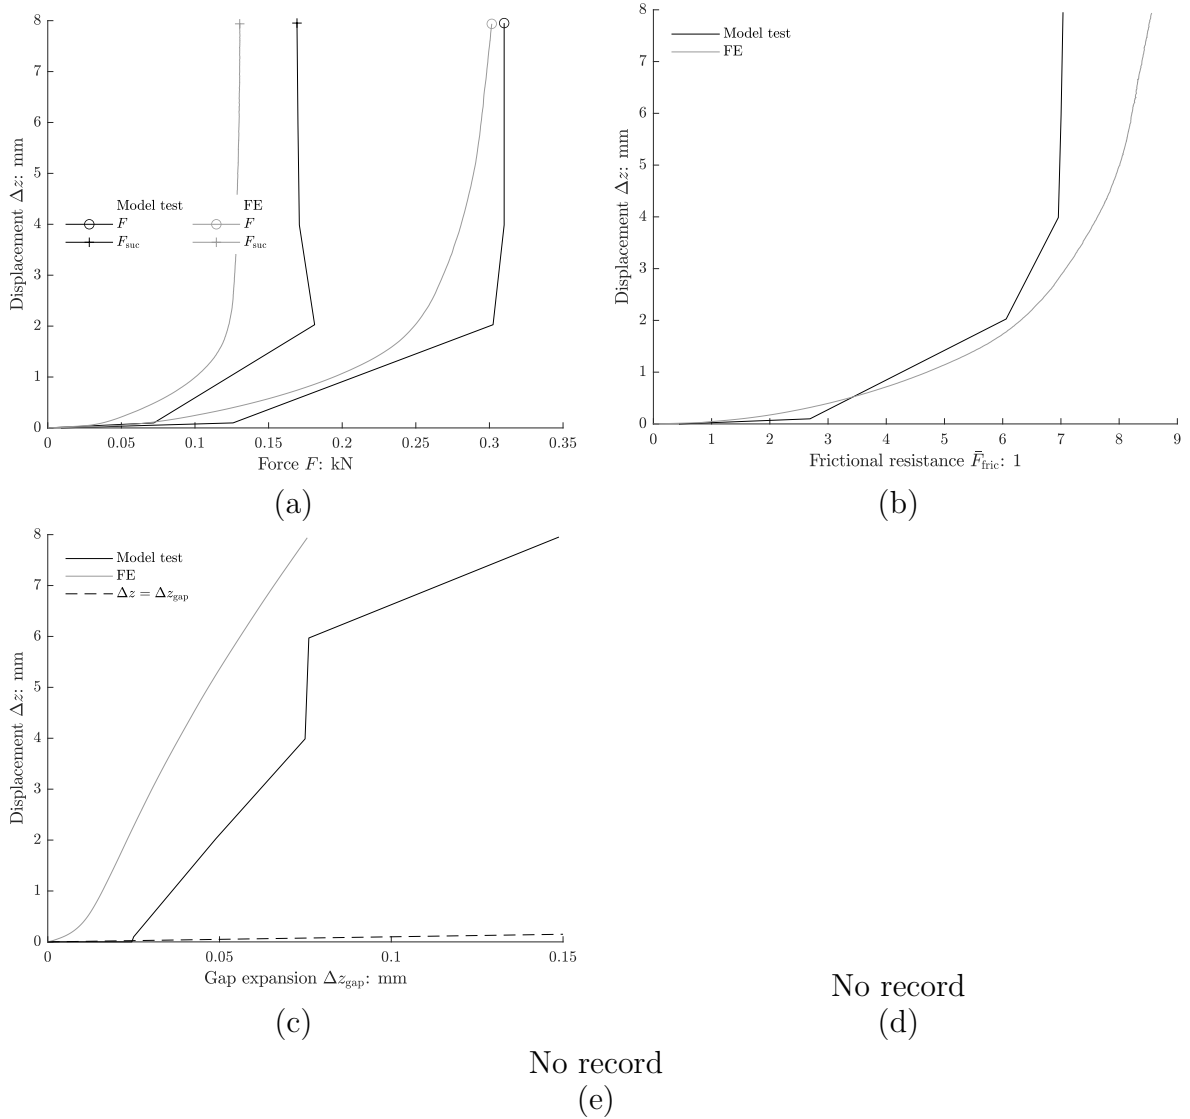 8
7
6
5
4
3
2
1
0
Displacement Δz: mm
Model test FE
F F
F_suc F_suc
0 0.05 0.1 0.15 0.2 0.25 0.3 0.35
Force F: kN
(a)
8
7
6
5
4
3
2
1
0
Displacement Δz: mm
Model test
FE
0 1 2 3 4 5 6 7 8 9
Frictional resistance F̄_fric: 1
(b)
8
7
6
5
4
3
2
1
0
Displacement Δz: mm
Model test
FE
Δz = Δz_gap
0 0.05 0.1 0.15
Gap expansion Δz_gap: mm
(c)
No record
(d)
No record
(e)